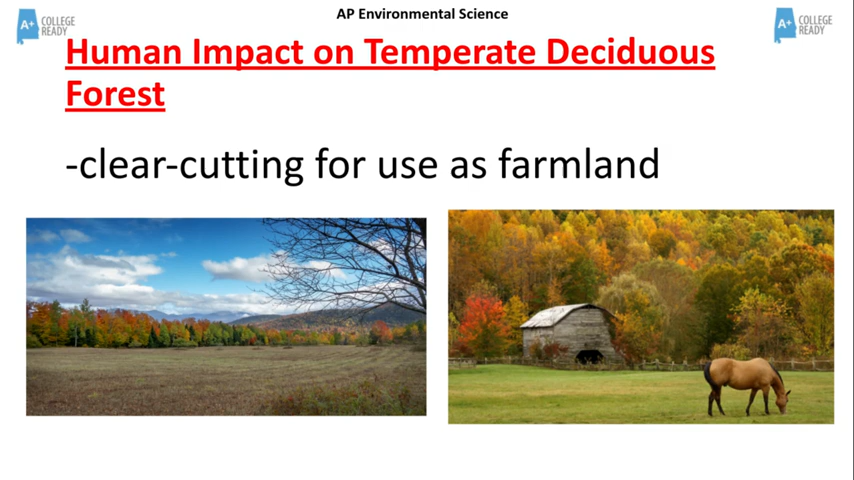 AP Environmental Science
A+ COLLEGE
READY
A+ COLLEGE
READY
Human Impact on Temperate Deciduous
Forest
-clear-cutting for use as farmland